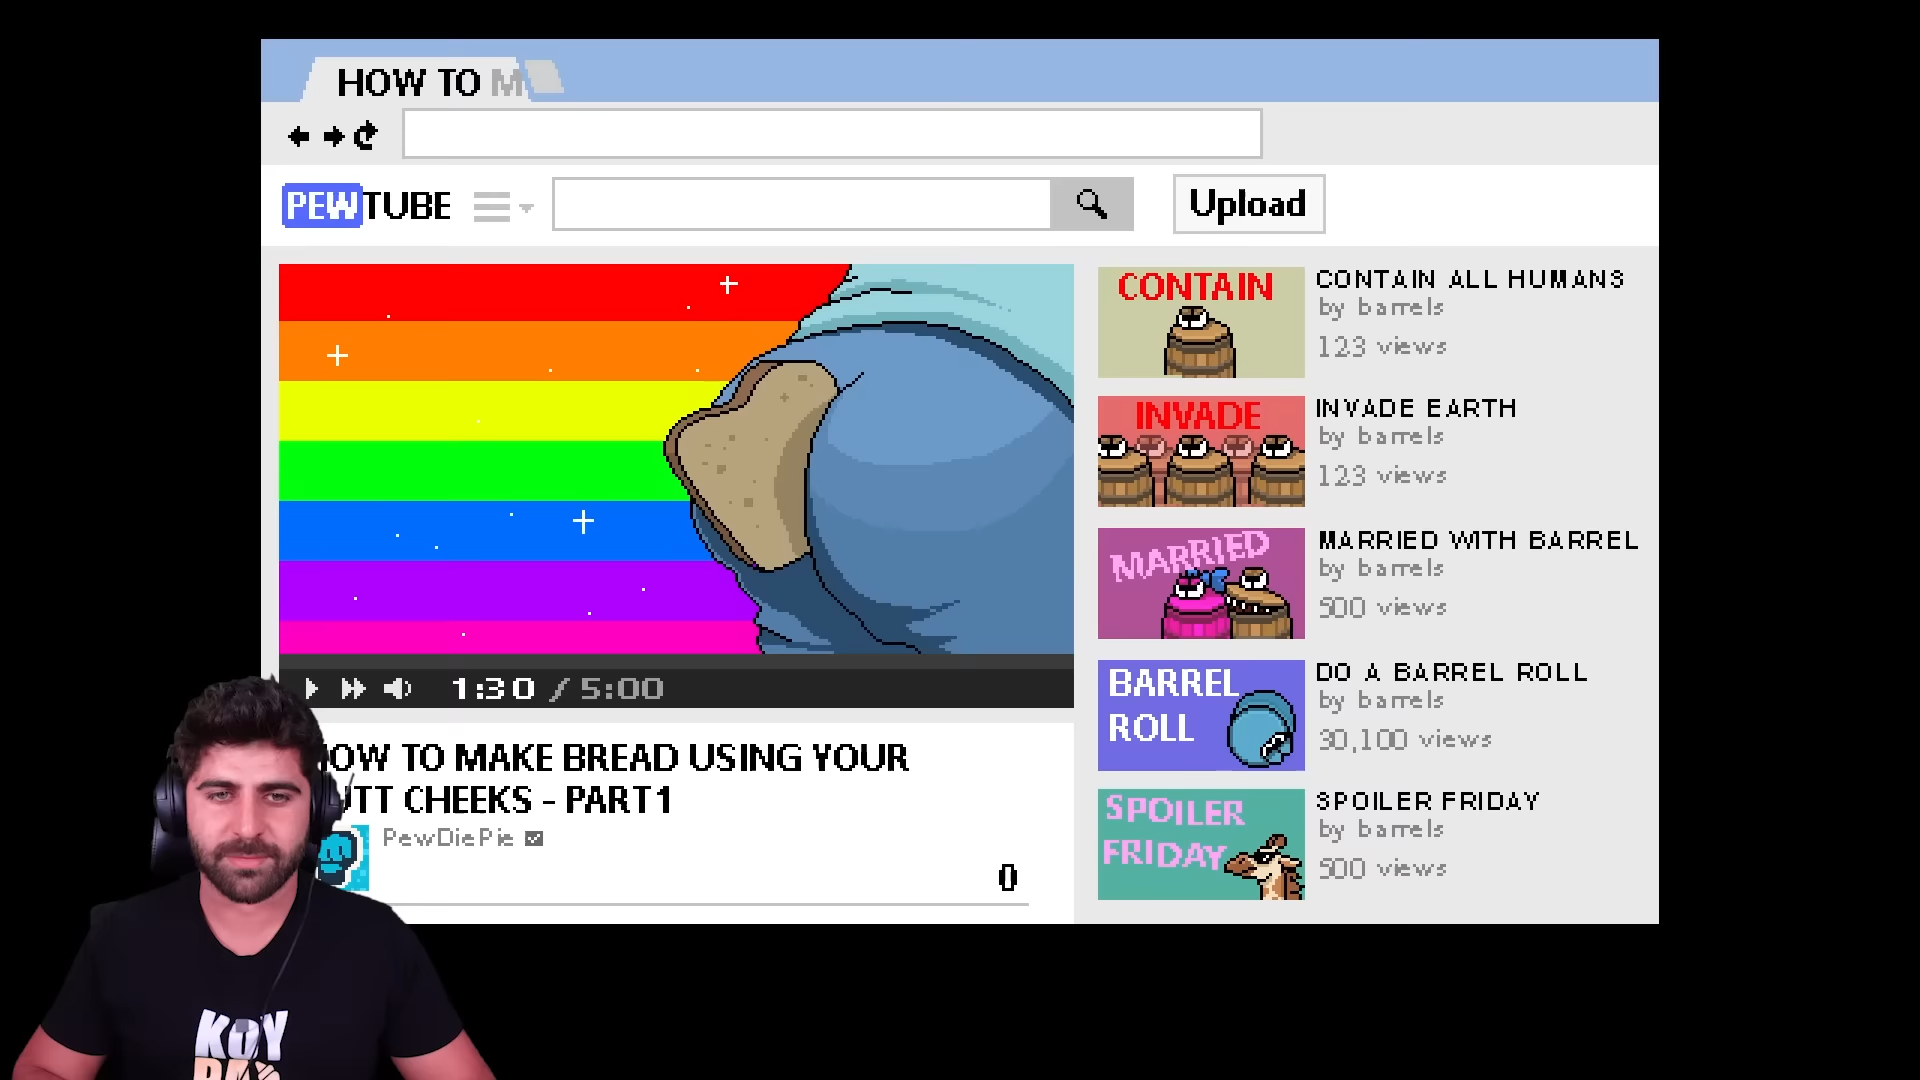 HOW TO M
PEWTUBE
Upload
CONTAIN
CONTAIN ALL HUMANS
by barrels
123 views
INVADE
INVADE EARTH
by barrels
123 views
MARRIED
MARRIED WITH BARREL
by barrels
500 views
BARREL
ROLL
DO A BARREL ROLL
by barrels
30,100 views
SPOILER
FRIDAY
SPOILER FRIDAY
by barrels
500 views
1:30 / 5:00
OW TO MAKE BREAD USING YOUR
UTT CHEEKS - PART1
PewDiePie
0